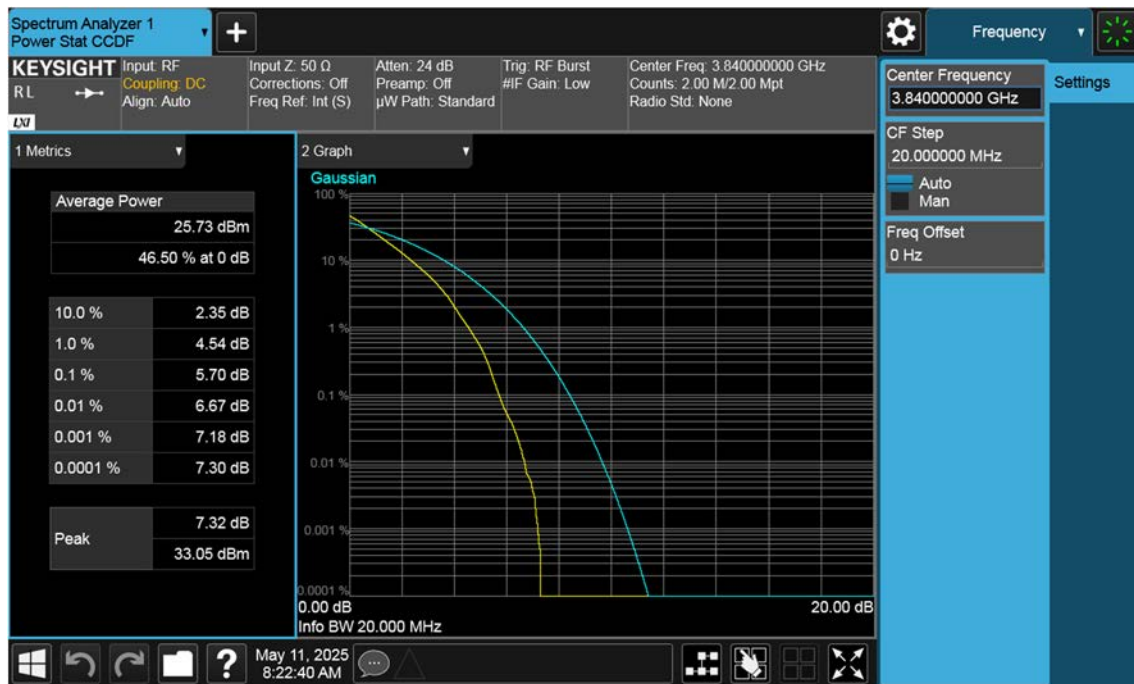 Spectrum Analyzer 1
Power Stat CCDF
Frequency
KEYSIGHT
RL
LXI
Input: RF
Coupling: DC
Align: Auto
Input Z: 50 Ω
Corrections: Off
Freq Ref: Int (S)
Atten: 24 dB
Preamp: Off
µW Path: Standard
Trig: RF Burst
#IF Gain: Low
Center Freq: 3.840000000 GHz
Counts: 2.00 M/2.00 Mpt
Radio Std: None
1 Metrics
Average Power
25.73 dBm
46.50 % at 0 dB
10.0 % 2.35 dB
1.0 % 4.54 dB
0.1 % 5.70 dB
0.01 % 6.67 dB
0.001 % 7.18 dB
0.0001 % 7.30 dB
Peak
7.32 dB
33.05 dBm
2 Graph
Gaussian
100 %
10 %
1 %
0.1 %
0.01 %
0.001 %
0.0001 %
0.00 dB 20.00 dB
Info BW 20.000 MHz
Center Frequency
3.840000000 GHz
CF Step
20.000000 MHz
Auto
Man
Freq Offset
0 Hz
Settings
?
May 11, 2025
8:22:40 AM